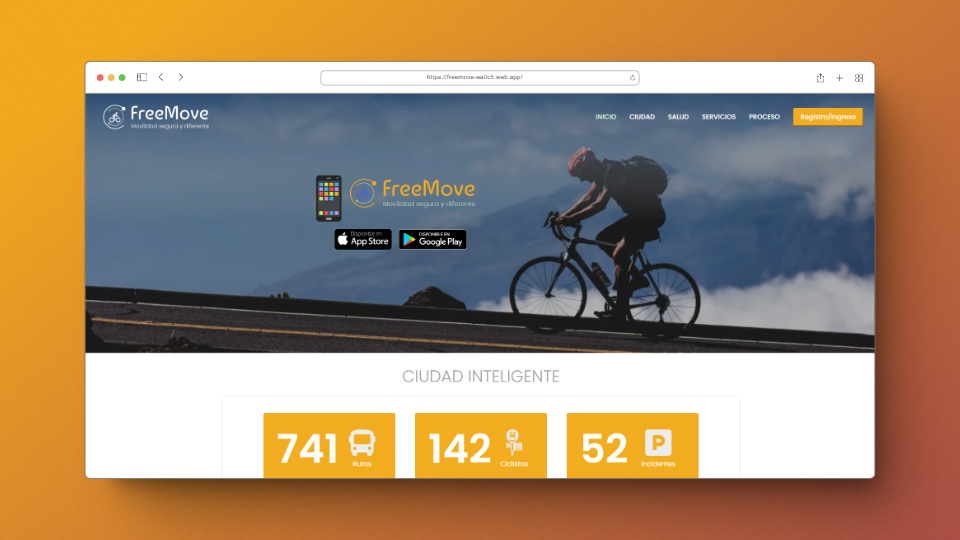 https://freemove-aa0c5.web.app/
FreeMove
Movilidad segura y diferente
INICIO CIUDAD SALUD SERVICIOS PROCESO Registro/Ingreso
FreeMove
Movilidad segura y diferente
Disponible en
App Store
DISPONIBLE EN
Google Play
CIUDAD INTELIGENTE
741 Rutas
142 Ciclistas
52 P Incidentes